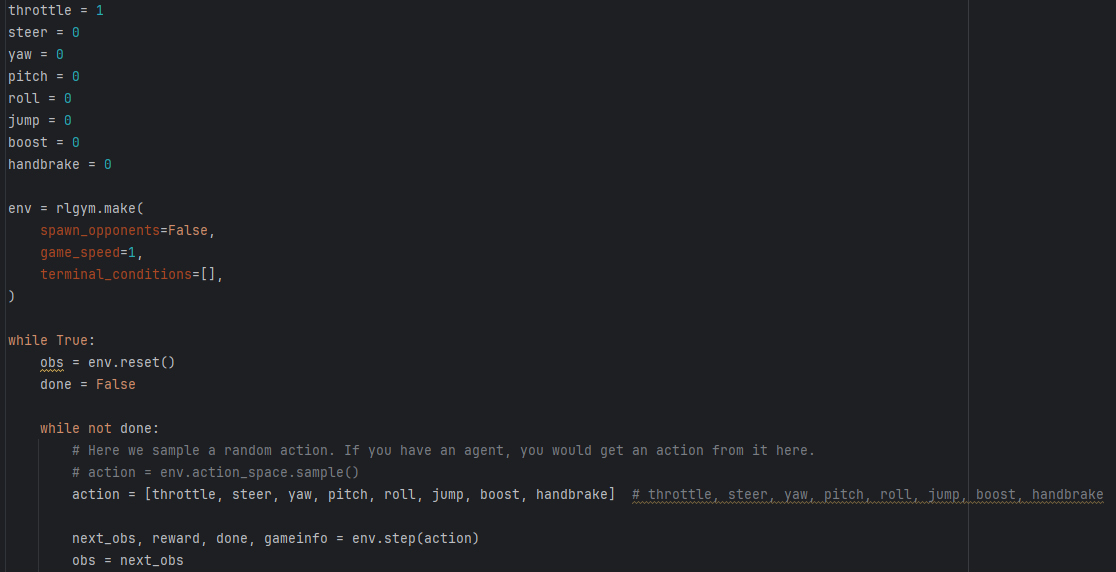 throttle = 1
steer = 0
yaw = 0
pitch = 0
roll = 0
jump = 0
boost = 0
handbrake = 0
env = rlgym.make(
spawn_opponents=False,
game_speed=1,
terminal_conditions=[],
)
while True:
obs = env.reset()
done = False
while not done:
# Here we sample a random action. If you have an agent, you would get an action from it here.
# action = env.action_space.sample()
action = [throttle, steer, yaw, pitch, roll, jump, boost, handbrake]  # throttle, steer, yaw, pitch, roll, jump, boost, handbrake
next_obs, reward, done, gameinfo = env.step(action)
obs = next_obs